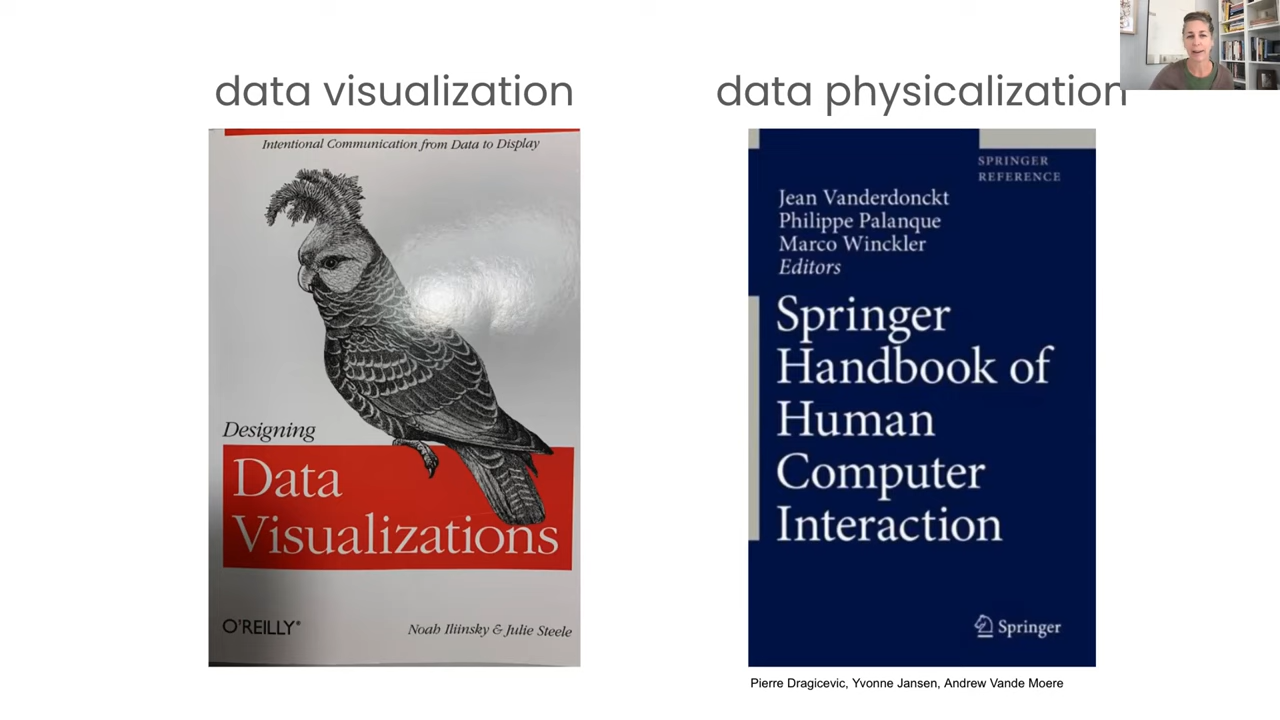 data visualization
Intentional Communication from Data to Display
Designing
Data
Visualizations
O'REILLY®
Noah Iliinsky & Julie Steele
data physicalization
SPRINGER
REFERENCE
Jean Vanderdonckt
Philippe Palanque
Marco Winckler
Editors
Springer
Handbook of
Human
Computer
Interaction
Springer
Pierre Dragicevic, Yvonne Jansen, Andrew Vande Moere